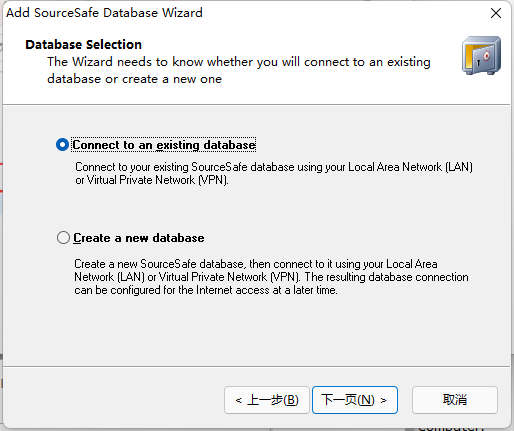 Add SourceSafe Database Wizard
Database Selection
The Wizard needs to know whether you will connect to an existing
database or create a new one
Connect to an existing database
Connect to your existing SourceSafe database using your Local Area Network (LAN)
or Virtual Private Network (VPN).
Create a new database
Create a new SourceSafe database, then connect to it using your Local Area
Network (LAN) or Virtual Private Network (VPN). The resulting database connection
can be configured for the Internet access at a later time.
< 上一步(B)
下一页(N) >
取消